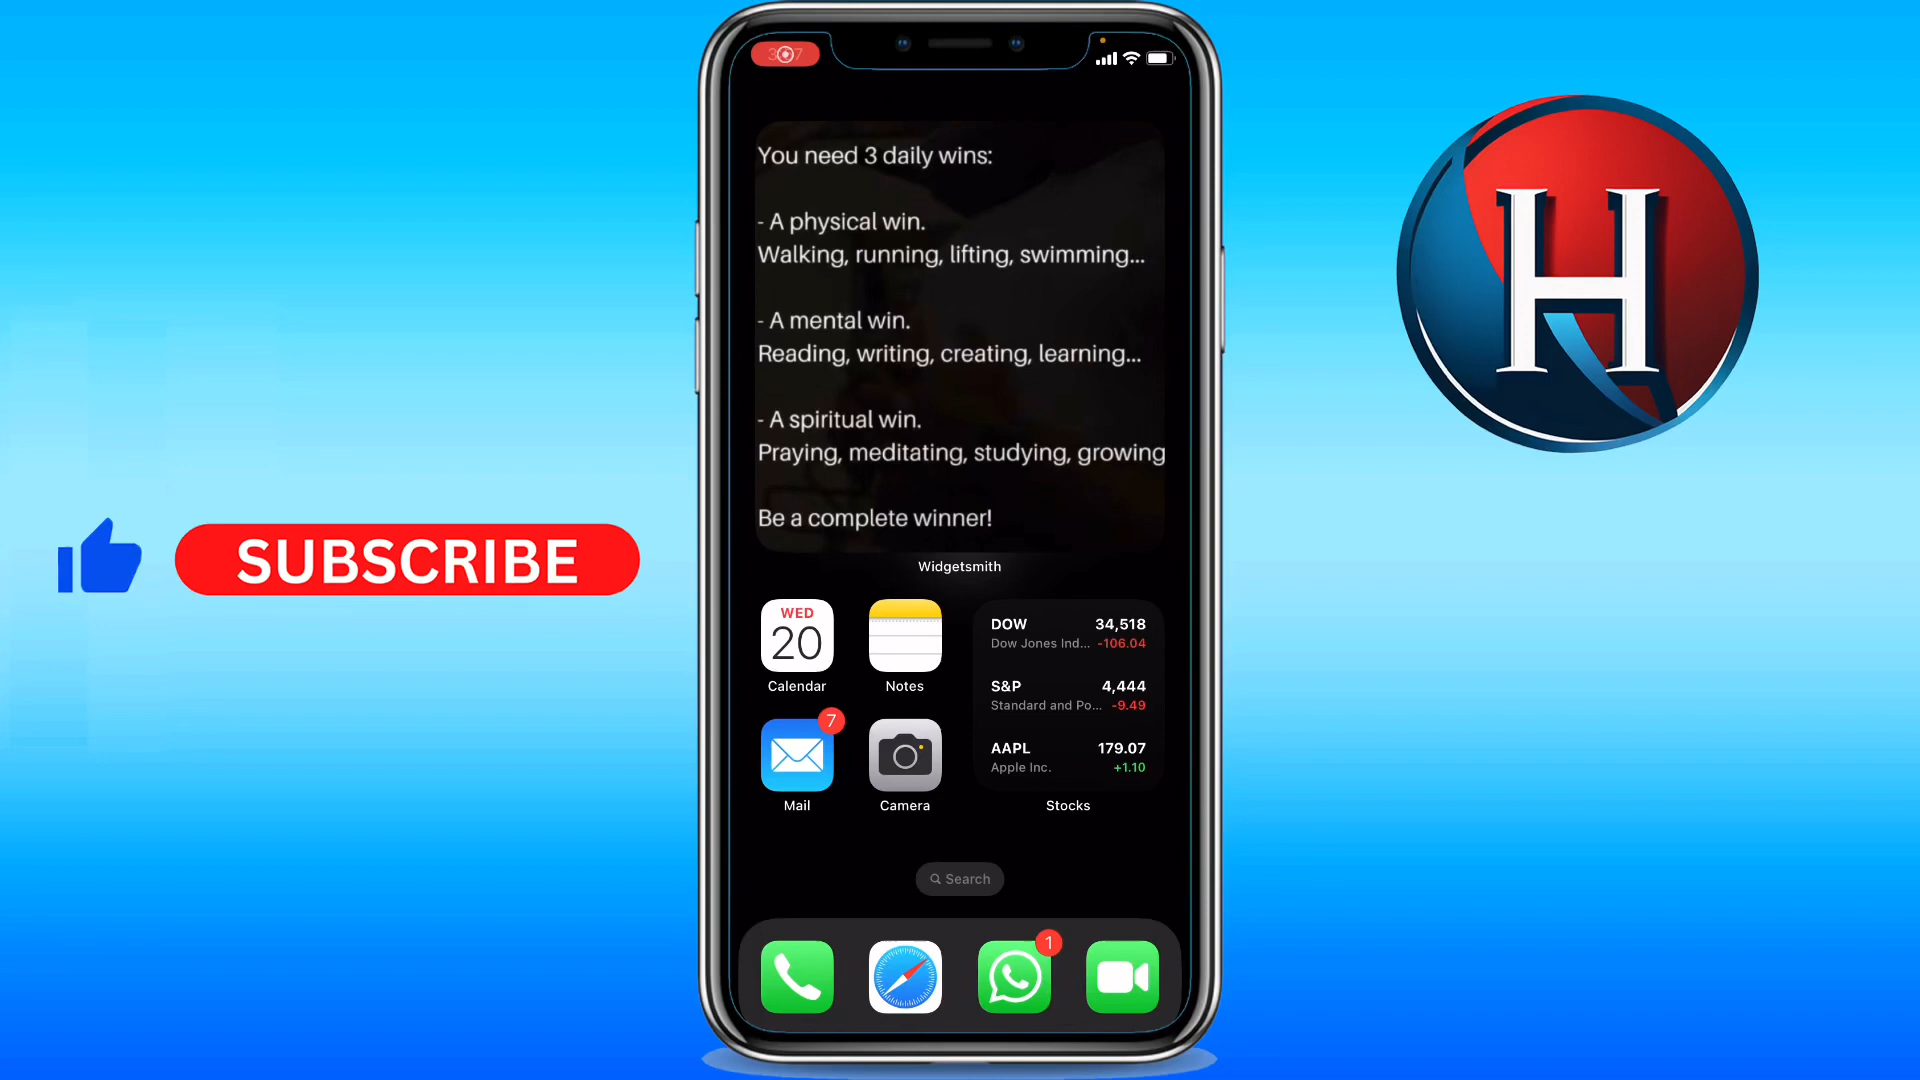 You need 3 daily wins:
- A physical win.
Walking, running, lifting, swimming...
- A mental win.
Reading, writing, creating, learning...
- A spiritual win.
Praying, meditating, studying, growing
Be a complete winner!
Widgetsmith
WED
20
Calendar
Notes
DOW 34,518
Dow Jones Ind... -106.04
S&P 4,444
Standard and Po... -9.49
AAPL 179.07
Apple Inc. +1.10
7
Mail
Camera
Stocks
Search
1
SUBSCRIBE
H